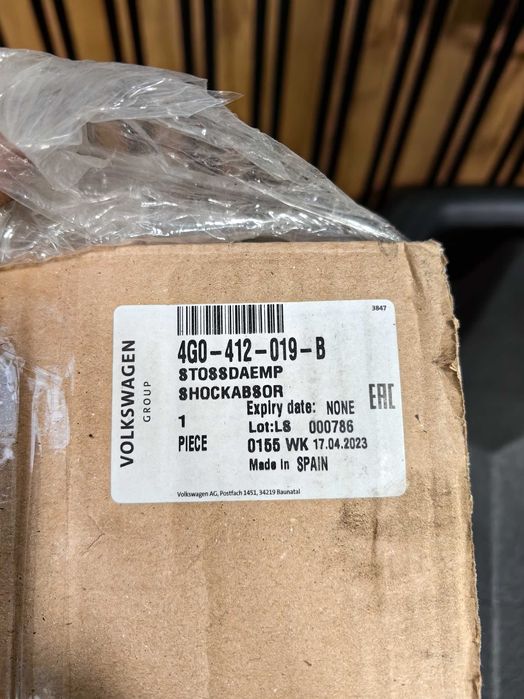 3847
4G0-412-019-B
STOSSDAEMP
SHOCKABSOR
Expiry date: NONE
EAC
1
Lot:LS 000786
PIECE
0155 WK 17.04.2023
Made in SPAIN
VOLKSWAGEN
GROUP
Volkswagen AG, Postfach 1451, 34219 Baunatal